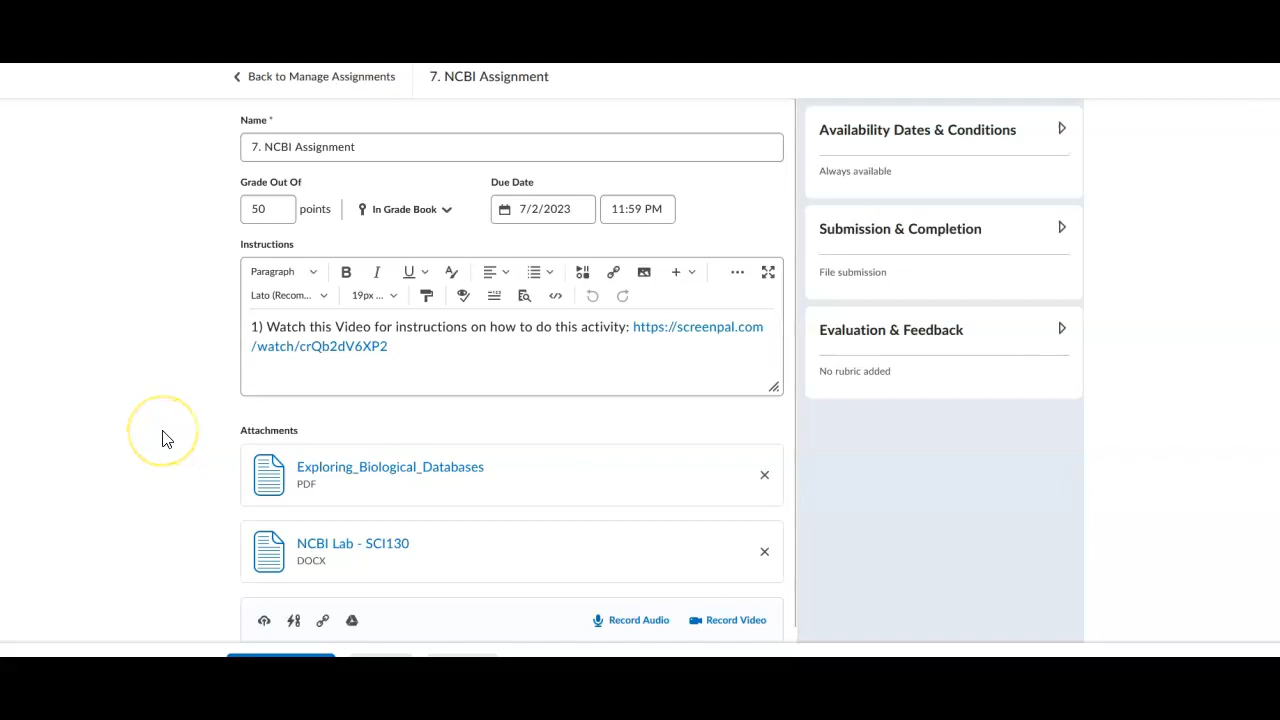 Back to Manage Assignments
7. NCBI Assignment
Name *
7. NCBI Assignment
Grade Out Of
Due Date
50 points
In Grade Book
7/2/2023
11:59 PM
Instructions
Paragraph
B I U
Lato (Recom...
19px ...
1) Watch this Video for instructions on how to do this activity: https://screenpal.com
/watch/crQb2dV6XP2
Attachments
Exploring_Biological_Databases
PDF
NCBI Lab - SCI130
DOCX
Record Audio
Record Video
Availability Dates & Conditions
Always available
Submission & Completion
File submission
Evaluation & Feedback
No rubric added